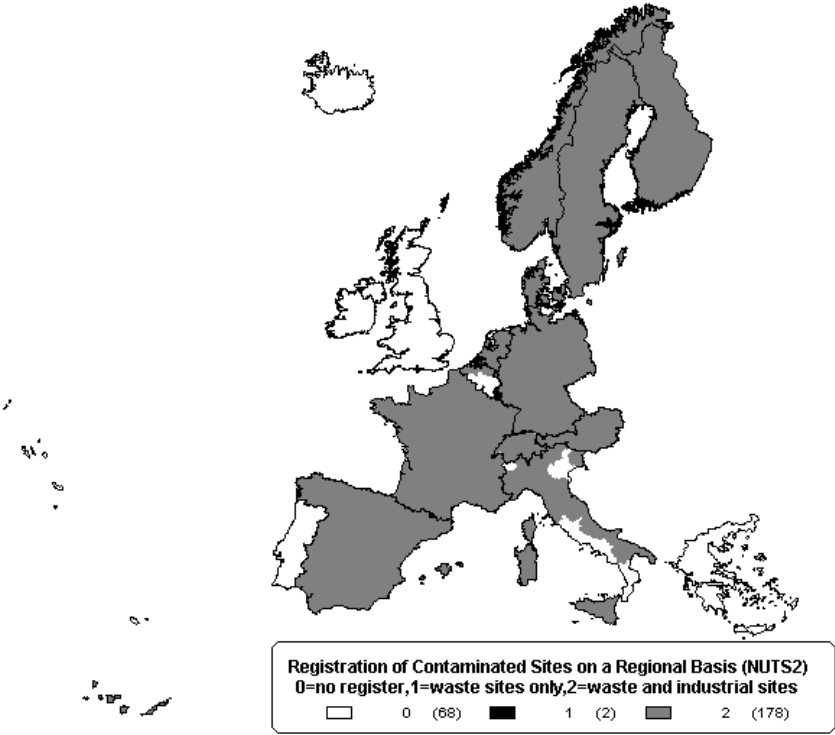 Registration of Contaminated Sites on a Regional Basis (NUTS2)
0=no register,1=waste sites only,2=waste and industrial sites
0 (68) 1 (2) 2 (178)